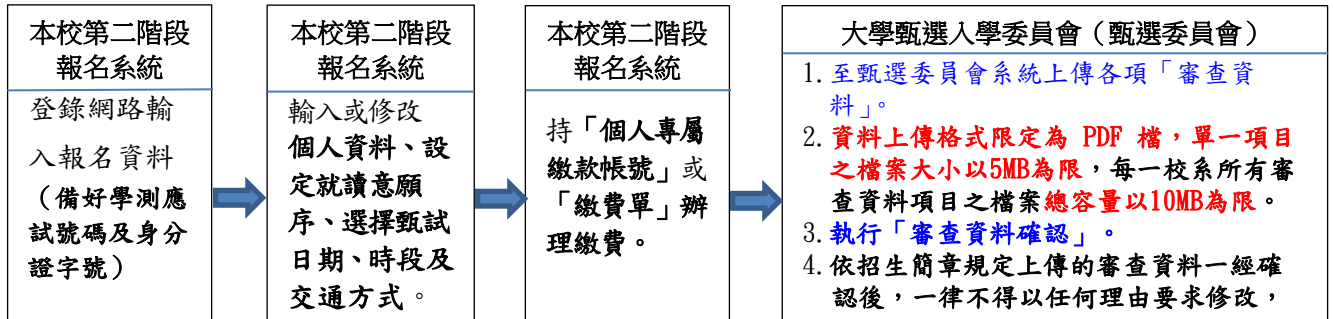 本校第二階段
報名系統
登錄網路輸
入報名資料
（備好學測應
試號碼及身分
證字號）
本校第二階段
報名系統
輸入或修改
個人資料、設
定就讀意願
序、選擇甄試
日期、時段及
交通方式。
本校第二階段
報名系統
持「個人專屬
繳款帳號」或
「繳費單」辦
理繳費。
大學甄選入學委員會（甄選委員會）
1.至甄選委員會系統上傳各項「審查資
料」。
2.資料上傳格式限定為 PDF 檔，單一項目
之檔案大小以5MB為限，每一校系所有審
查資料項目之檔案總容量以10MB為限。
3.執行「審查資料確認」。
4.依招生簡章規定上傳的審查資料一經確
認後，一律不得以任何理由要求修改，